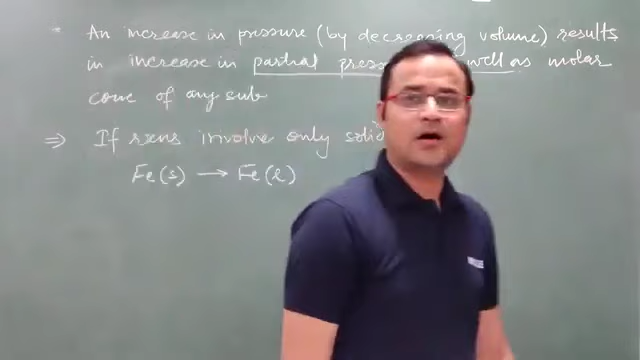 * An increase in pressure (by decreasing volume) results
in increase in partial press well as molar
conc of any sub
⇒ If rxns involve only solid
Fe(s) → Fe(l)